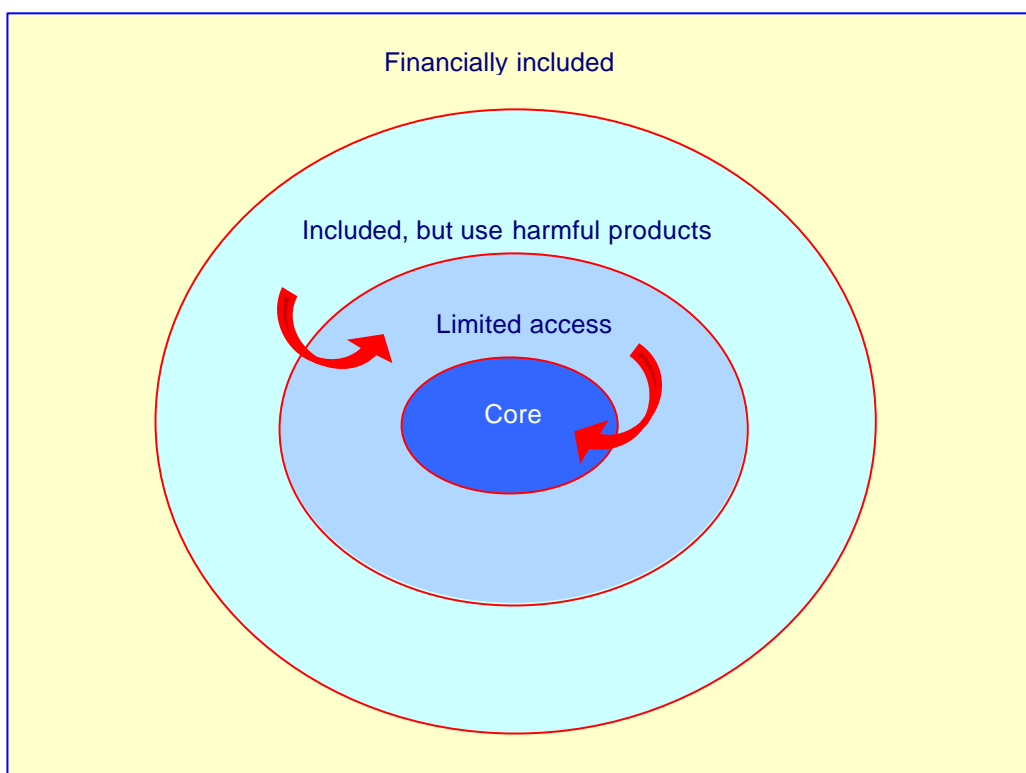 Financially included
Included, but use harmful products
Limited access
Core